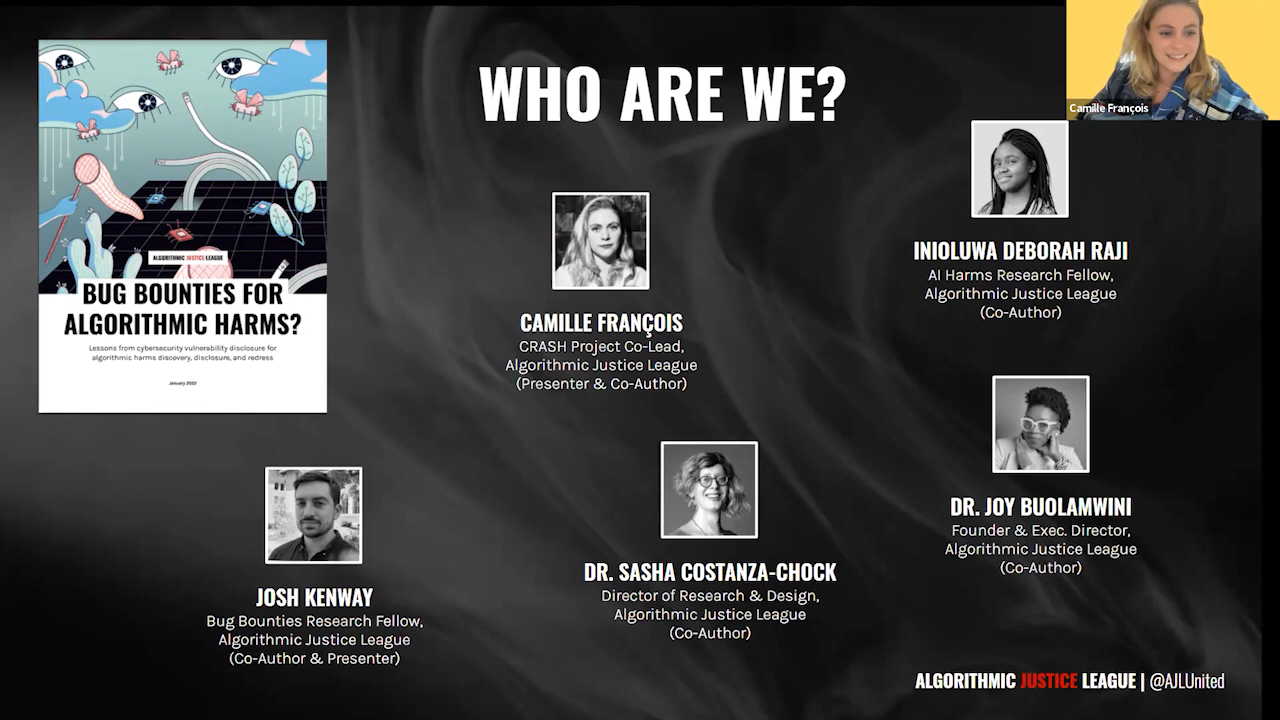 WHO ARE WE?
Camille François
ALGORITHMIC JUSTICE LEAGUE
BUG BOUNTIES FOR
ALGORITHMIC HARMS?
Lessons from cybersecurity vulnerability disclosure for
algorithmic harms discovery, disclosure, and redress
January 2022
CAMILLE FRANÇOIS
CRASH Project Co-Lead,
Algorithmic Justice League
(Presenter & Co-Author)
INIOLUWA DEBORAH RAJI
AI Harms Research Fellow,
Algorithmic Justice League
(Co-Author)
JOSH KENWAY
Bug Bounties Research Fellow,
Algorithmic Justice League
(Co-Author & Presenter)
DR. SASHA COSTANZA-CHOCK
Director of Research & Design,
Algorithmic Justice League
(Co-Author)
DR. JOY BUOLAMWINI
Founder & Exec. Director,
Algorithmic Justice League
(Co-Author)
ALGORITHMIC JUSTICE LEAGUE | @AJLUnited